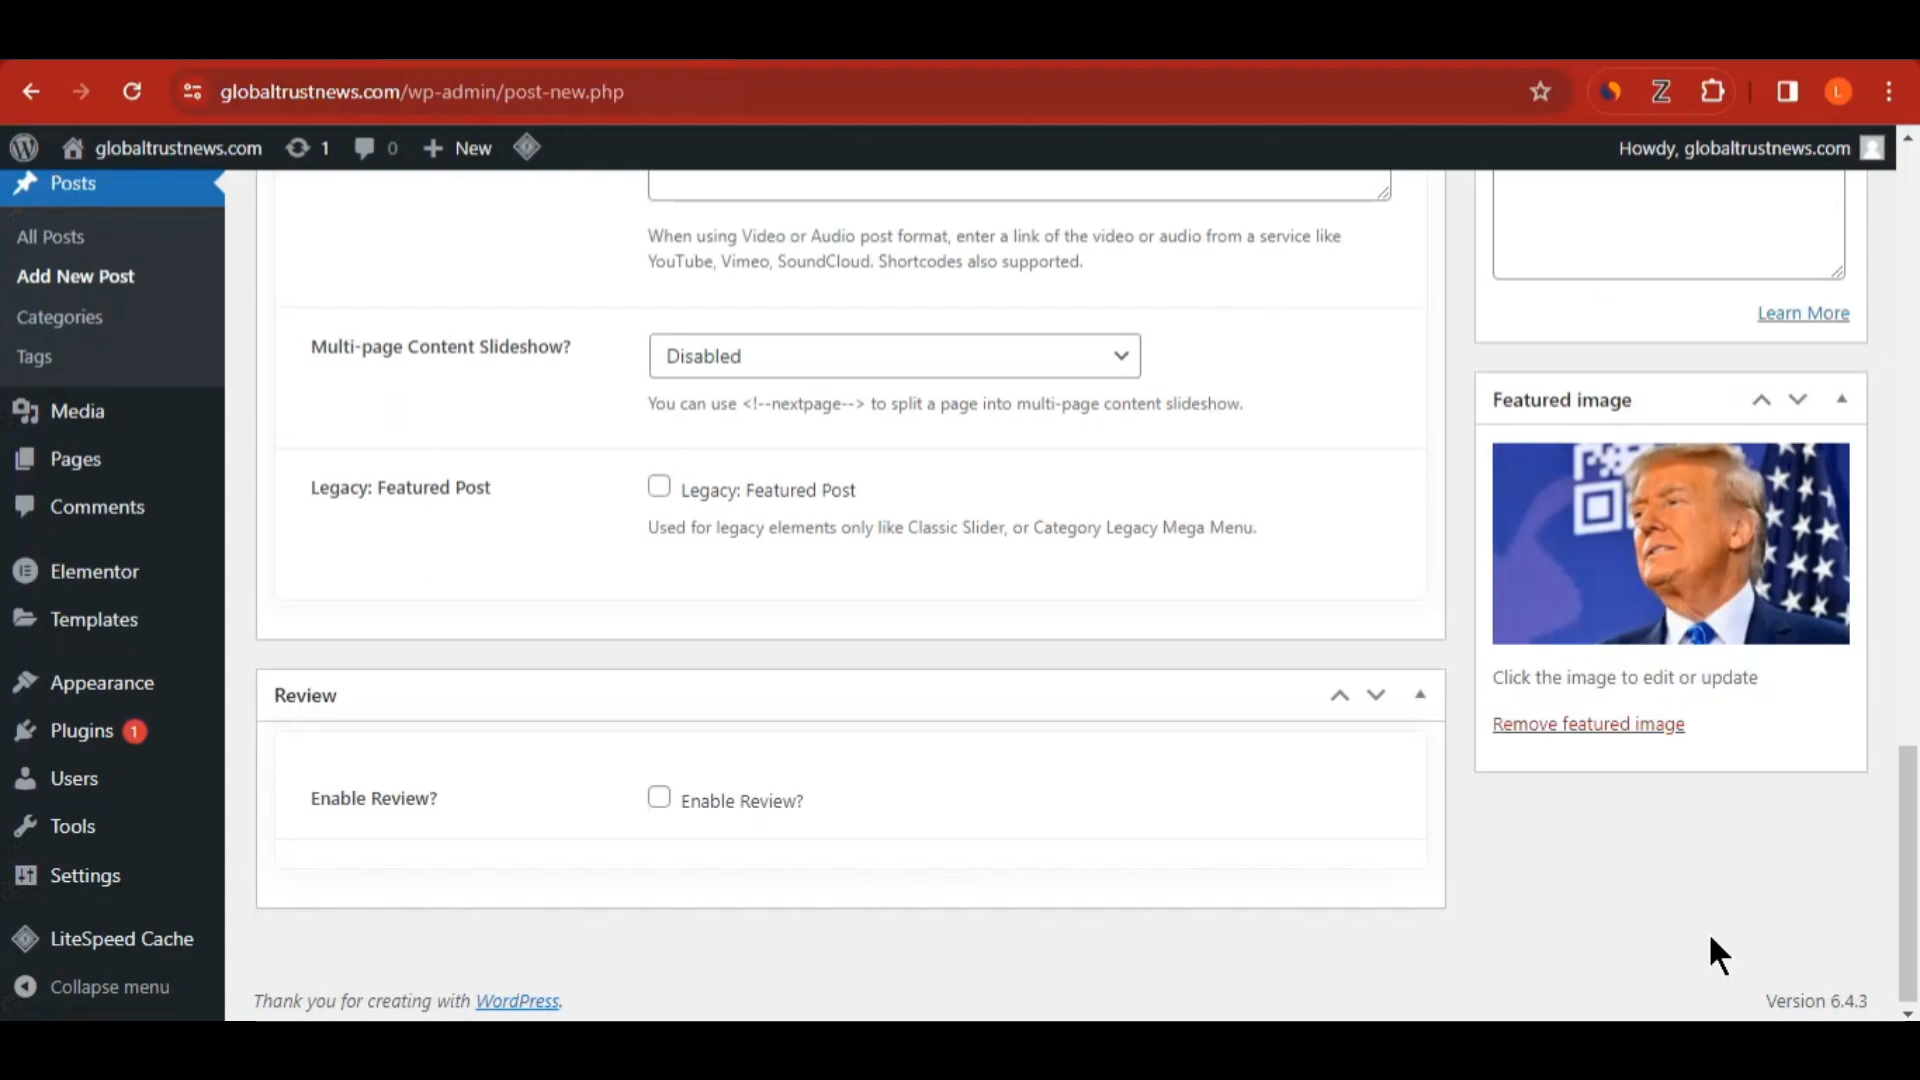 globaltrustnews.com/wp-admin/post-new.php
Z
L
globaltrustnews.com
1
0
New
Howdy, globaltrustnews.com
Posts
All Posts
Add New Post
Categories
Tags
Media
Pages
Comments
Elementor
Templates
Appearance
Plugins 1
Users
Tools
Settings
LiteSpeed Cache
Collapse menu
When using Video or Audio post format, enter a link of the video or audio from a service like
YouTube, Vimeo, SoundCloud. Shortcodes also supported.
Multi-page Content Slideshow?
Disabled
You can use <!--nextpage--> to split a page into multi-page content slideshow.
Legacy: Featured Post
Legacy: Featured Post
Used for legacy elements only like Classic Slider, or Category Legacy Mega Menu.
Review
Enable Review?
Enable Review?
Learn More
Featured image
Click the image to edit or update
Remove featured image
Thank you for creating with WordPress.
Version 6.4.3